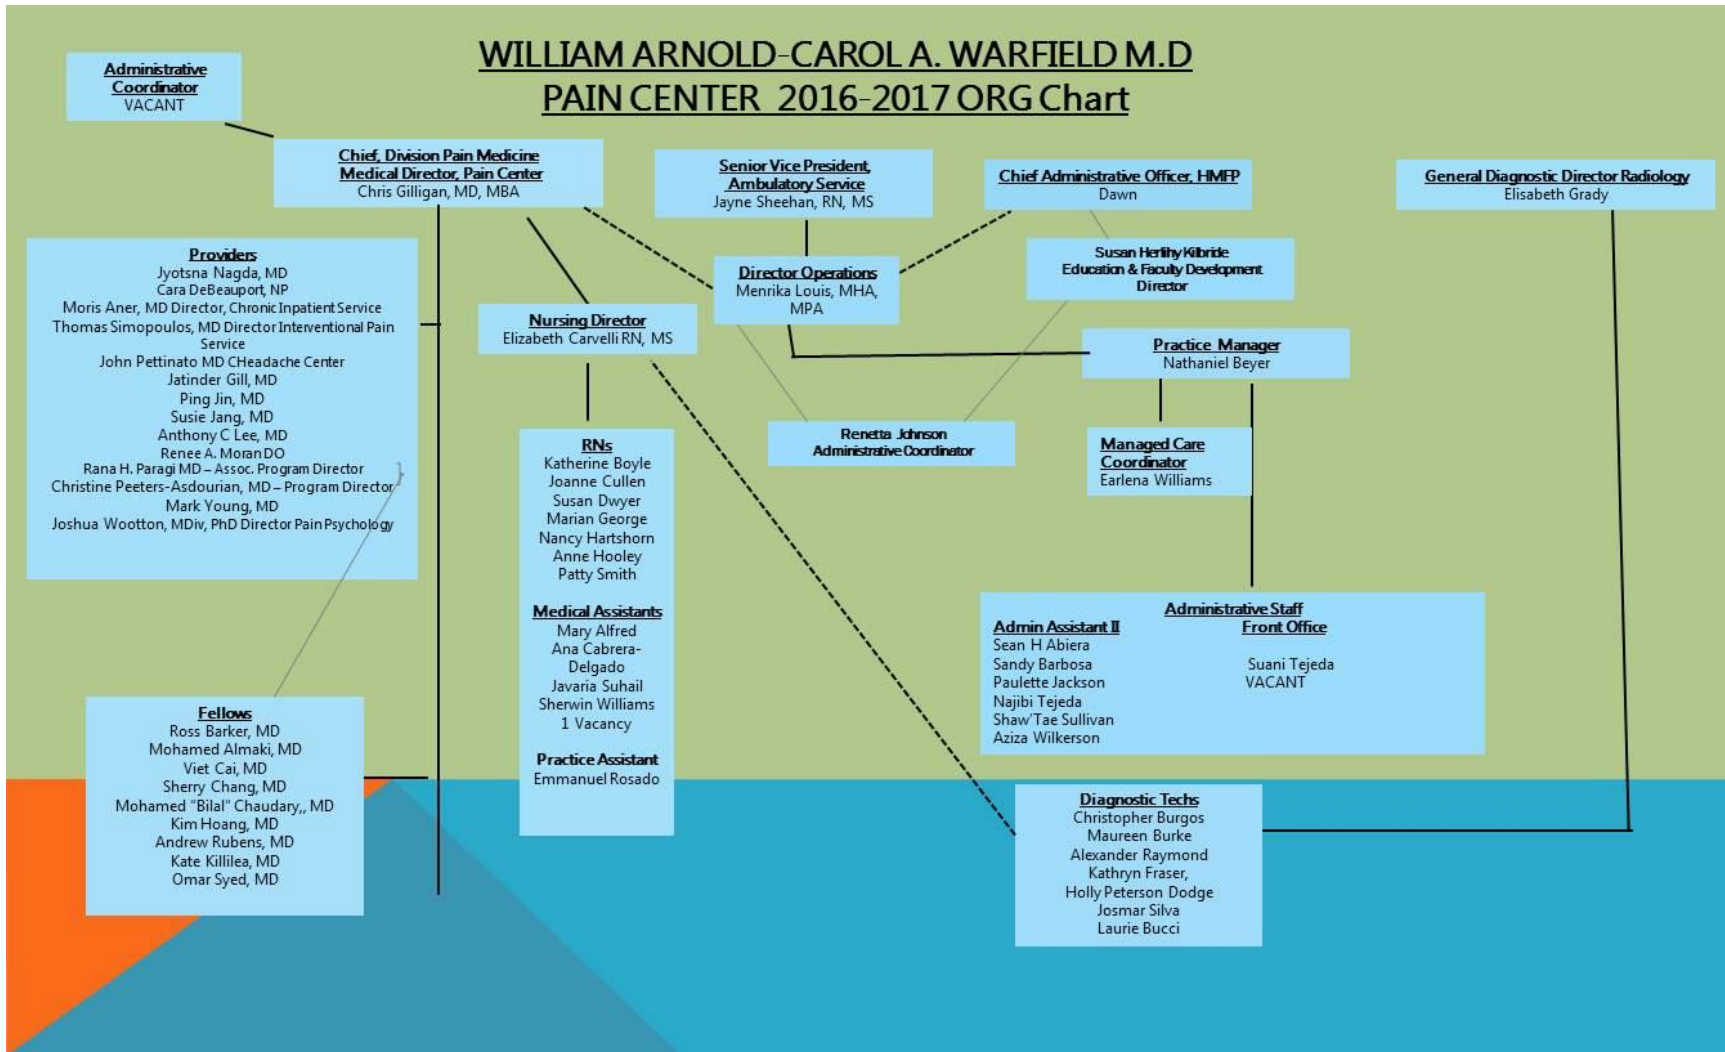 WILLIAM ARNOLD-CAROL A. WARFIELD M.D
PAIN CENTER 2016-2017 ORG Chart
Administrative
Coordinator
VACANT
Chief, Division Pain Medicine
Medical Director, Pain Center
Chris Gilligan, MD, MBA
Senior Vice President,
Ambulatory Service
Jayne Sheehan, RN, MS
Chief Administrative Officer, HMFP
Dawn
General Diagnostic Director Radiology
Elisabeth Grady
Providers
Jyotsna Nagda, MD
Cara DeBeauport, NP
Moris Aner, MD Director, Chronic Inpatient Service
Thomas Simopoulos, MD Director Interventional Pain
Service
John Pettinato MD CHeadache Center
Jatinder Gill, MD
Ping Jin, MD
Susie Jang, MD
Anthony C Lee, MD
Renee A. Moran DO
Rana H. Paragi MD – Assoc. Program Director
Christine Peeters-Asdourian, MD – Program Director
Mark Young, MD
Joshua Wootton, MDiv, PhD Director Pain Psychology
Director Operations
Menrika Louis, MHA,
MPA
Susan Herlihy Kilbride
Education & Faculty Development
Director
Nursing Director
Elizabeth Carvelli RN, MS
Practice Manager
Nathaniel Beyer
Renetta Johnson
Administrative Coordinator
Managed Care
Coordinator
Earlena Williams
RNs
Katherine Boyle
Joanne Cullen
Susan Dwyer
Marian George
Nancy Hartshorn
Anne Hooley
Patty Smith
Medical Assistants
Mary Alfred
Ana Cabrera-
Delgado
Javaria Suhail
Sherwin Williams
1 Vacancy
Practice Assistant
Emmanuel Rosado
Administrative Staff
Admin Assistant II
Sean H Abiera
Sandy Barbosa
Paulette Jackson
Najibi Tejeda
Shaw'Tae Sullivan
Aziza Wilkerson
Front Office
Suani Tejeda
VACANT
Fellows
Ross Barker, MD
Mohamed Almaki, MD
Viet Cai, MD
Sherry Chang, MD
Mohamed "Bilal" Chaudary,, MD
Kim Hoang, MD
Andrew Rubens, MD
Kate Killilea, MD
Omar Syed, MD
Diagnostic Techs
Christopher Burgos
Maureen Burke
Alexander Raymond
Kathryn Fraser,
Holly Peterson Dodge
Josmar Silva
Laurie Bucci